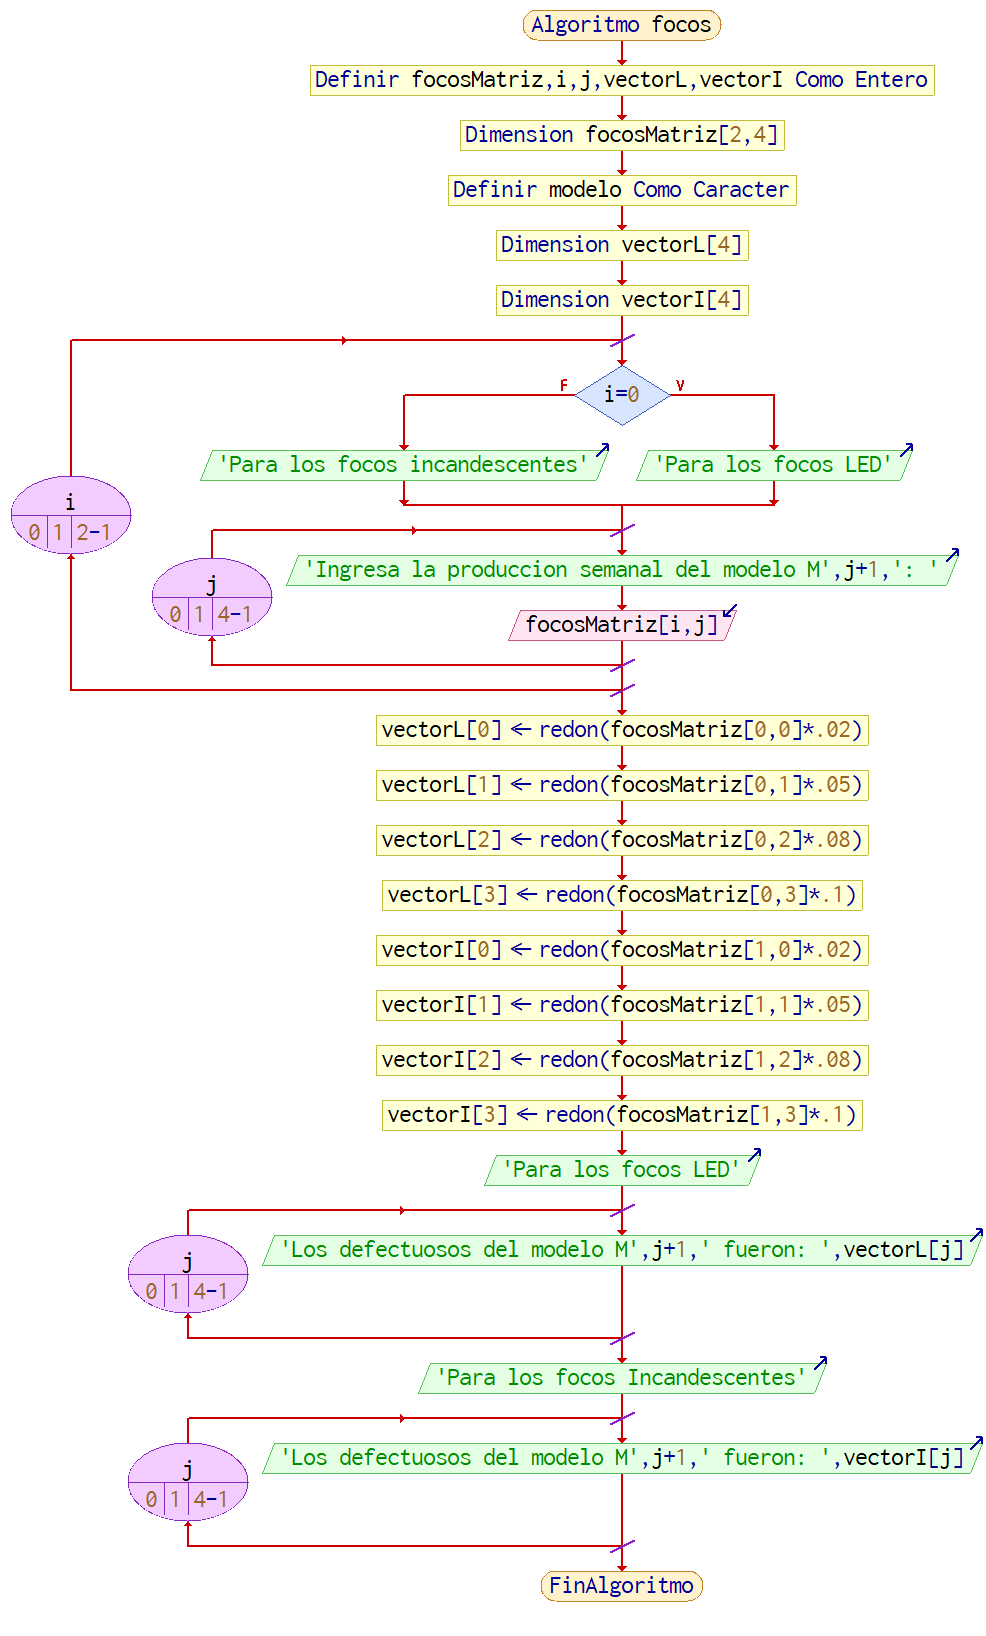 Algoritmo focos
Definir focosMatriz,i,j,vectorL,vectorI Como Entero
Dimension focosMatriz[2,4]
Definir modelo Como Caracter
Dimension vectorL[4]
Dimension vectorI[4]
F
V
i=0
'Para los focos incandescentes'
'Para los focos LED'
i
0 1 2-1
j
0 1 4-1
'Ingresa la produccion semanal del modelo M',j+1,': '
focosMatriz[i,j]
vectorL[0] ← redon(focosMatriz[0,0]*.02)
vectorL[1] ← redon(focosMatriz[0,1]*.05)
vectorL[2] ← redon(focosMatriz[0,2]*.08)
vectorL[3] ← redon(focosMatriz[0,3]*.1)
vectorI[0] ← redon(focosMatriz[1,0]*.02)
vectorI[1] ← redon(focosMatriz[1,1]*.05)
vectorI[2] ← redon(focosMatriz[1,2]*.08)
vectorI[3] ← redon(focosMatriz[1,3]*.1)
'Para los focos LED'
j
0 1 4-1
'Los defectuosos del modelo M',j+1,' fueron: ',vectorL[j]
'Para los focos Incandescentes'
j
0 1 4-1
'Los defectuosos del modelo M',j+1,' fueron: ',vectorI[j]
FinAlgoritmo